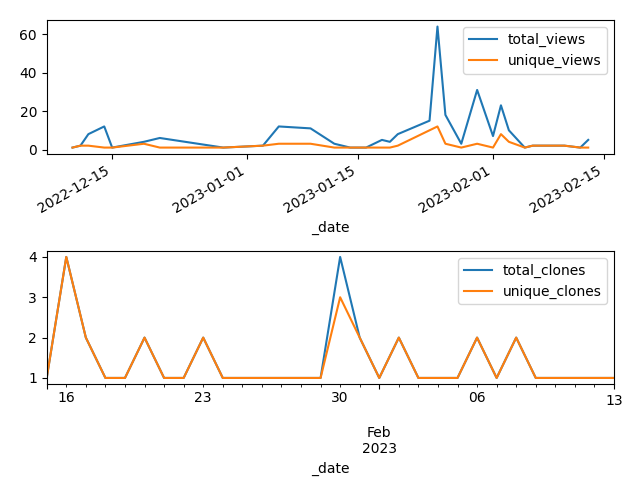 60
40
20
0
total_views
unique_views
2022-12-15
2023-01-01
2023-01-15
2023-02-01
2023-02-15
_date
4
3
2
1
total_clones
unique_clones
16
23
30
06
13
Feb
2023
_date